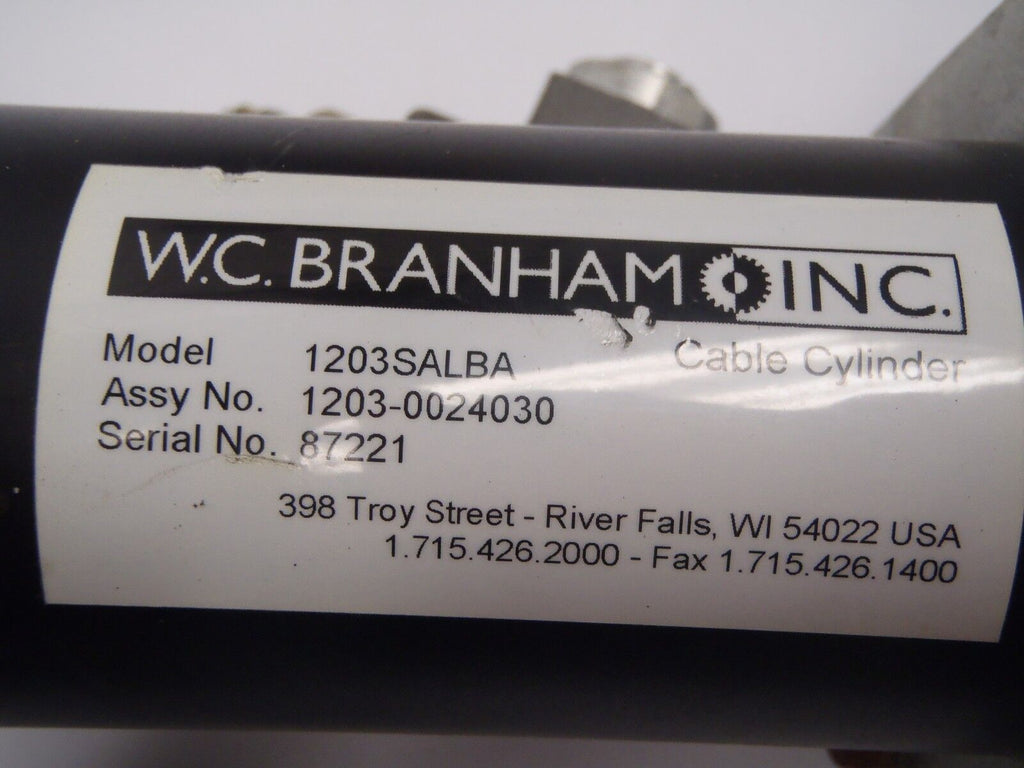 W.C. BRANHAM INC.
Model 1203SALBA Cable Cylinder
Assy No. 1203-0024030
Serial No. 87221
398 Troy Street - River Falls, WI 54022 USA
1.715.426.2000 - Fax 1.715.426.1400